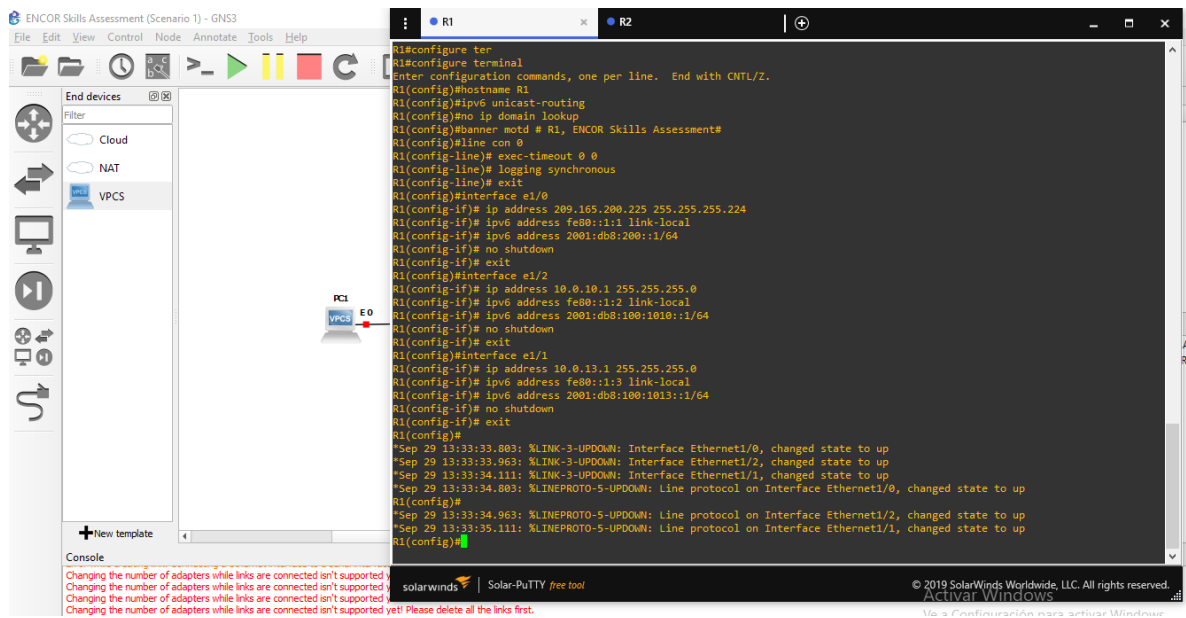 ENCOR Skills Assessment (Scenario 1) - GNS3
File Edit View Control Node Annotate Tools Help
End devices
Filter
Cloud
NAT
VPCS
PC1
VPCS
E 0
New template
Console
Changing the number of adapters while links are connected isn't supported y
Changing the number of adapters while links are connected isn't supported y
Changing the number of adapters while links are connected isn't supported yet! Please delete all the links first.
R1
R2
R1#configure ter
R1#configure terminal
Enter configuration commands, one per line. End with CNTL/Z.
R1(config)#hostname R1
R1(config)#ipv6 unicast-routing
R1(config)#no ip domain lookup
R1(config)#banner motd # R1, ENCOR Skills Assessment#
R1(config)#line con 0
R1(config-line)# exec-timeout 0 0
R1(config-line)# logging synchronous
R1(config-line)# exit
R1(config)#interface e1/0
R1(config-if)# ip address 209.165.200.225 255.255.255.224
R1(config-if)# ipv6 address fe80::1:1 link-local
R1(config-if)# ipv6 address 2001:db8:200::1/64
R1(config-if)# no shutdown
R1(config-if)# exit
R1(config)#interface e1/2
R1(config-if)# ip address 10.0.10.1 255.255.255.0
R1(config-if)# ipv6 address fe80::1:2 link-local
R1(config-if)# ipv6 address 2001:db8:100:1010::1/64
R1(config-if)# no shutdown
R1(config-if)# exit
R1(config)#interface e1/1
R1(config-if)# ip address 10.0.13.1 255.255.255.0
R1(config-if)# ipv6 address fe80::1:3 link-local
R1(config-if)# ipv6 address 2001:db8:100:1013::1/64
R1(config-if)# no shutdown
R1(config-if)# exit
R1(config)#
*Sep 29 13:33:33.803: %LINK-3-UPDOWN: Interface Ethernet1/0, changed state to up
*Sep 29 13:33:33.963: %LINK-3-UPDOWN: Interface Ethernet1/2, changed state to up
*Sep 29 13:33:34.111: %LINK-3-UPDOWN: Interface Ethernet1/1, changed state to up
*Sep 29 13:33:34.803: %LINEPROTO-5-UPDOWN: Line protocol on Interface Ethernet1/0, changed state to up
R1(config)#
*Sep 29 13:33:34.963: %LINEPROTO-5-UPDOWN: Line protocol on Interface Ethernet1/2, changed state to up
*Sep 29 13:33:35.111: %LINEPROTO-5-UPDOWN: Line protocol on Interface Ethernet1/1, changed state to up
R1(config)#
solarwinds Solar-PuTTY free tool
© 2019 SolarWinds Worldwide, LLC. All rights reserved.
Activar Windows
Ve a Configuración para activar Windows